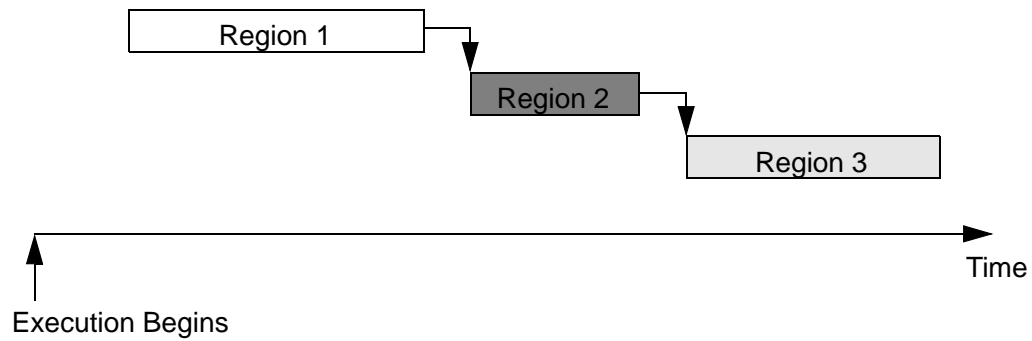 Region 1
Region 2
Region 3
Time
Execution Begins